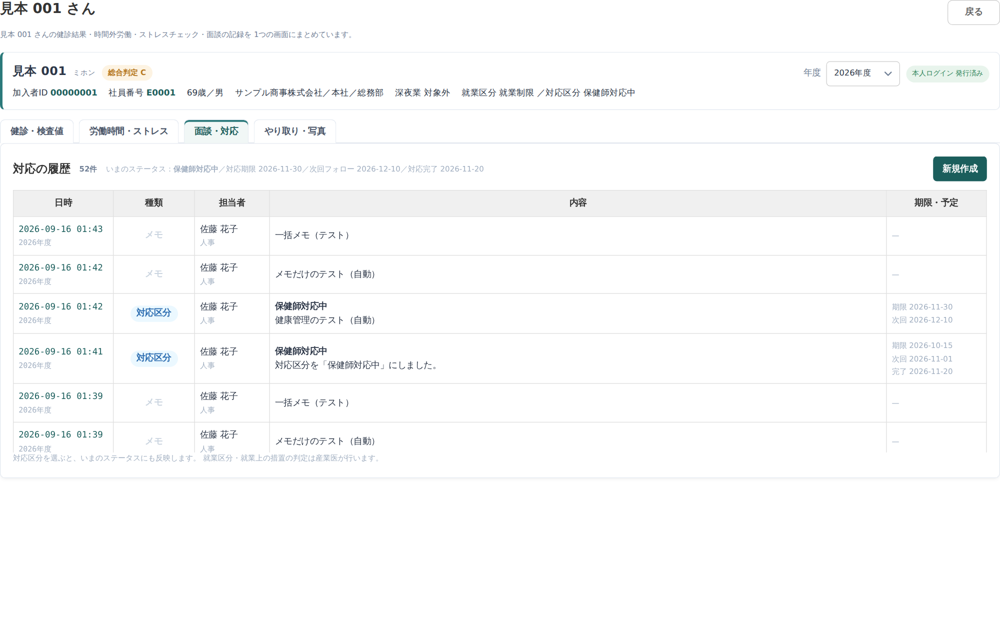 見本 001 さん
戻る
見本 001 さんの健診結果・時間外労働・ストレスチェック・面談の記録を 1つの画面にまとめています。
見本 001 ミホン 総合判定 C
年度 2026年度 本人ログイン 発行済み
加入者ID 00000001 社員番号 E0001 69歳／男 サンプル商事株式会社／本社／総務部 深夜業 対象外 就業区分 就業制限 ／対応区分 保健師対応中
健診・検査値 労働時間・ストレス 面談・対応 やり取り・写真
対応の履歴 52件 いまのステータス：保健師対応中／対応期限 2026-11-30／次回フォロー 2026-12-10／対応完了 2026-11-20
新規作成
日時 種類 担当者 内容 期限・予定
2026-09-16 01:43
2026年度
メモ
佐藤 花子
人事
一括メモ（テスト）
—
2026-09-16 01:42
2026年度
メモ
佐藤 花子
人事
メモだけのテスト（自動）
—
2026-09-16 01:42
2026年度
対応区分
佐藤 花子
人事
保健師対応中
健康管理のテスト（自動）
期限 2026-11-30
次回 2026-12-10
2026-09-16 01:41
2026年度
対応区分
佐藤 花子
人事
保健師対応中
対応区分を「保健師対応中」にしました。
期限 2026-10-15
次回 2026-11-01
完了 2026-11-20
2026-09-16 01:39
2026年度
メモ
佐藤 花子
人事
一括メモ（テスト）
—
2026-09-16 01:39
2026年度
メモ
佐藤 花子
人事
メモだけのテスト（自動）
—
対応区分を選ぶと、いまのステータスにも反映します。 就業区分・就業上の措置の判定は産業医が行います。